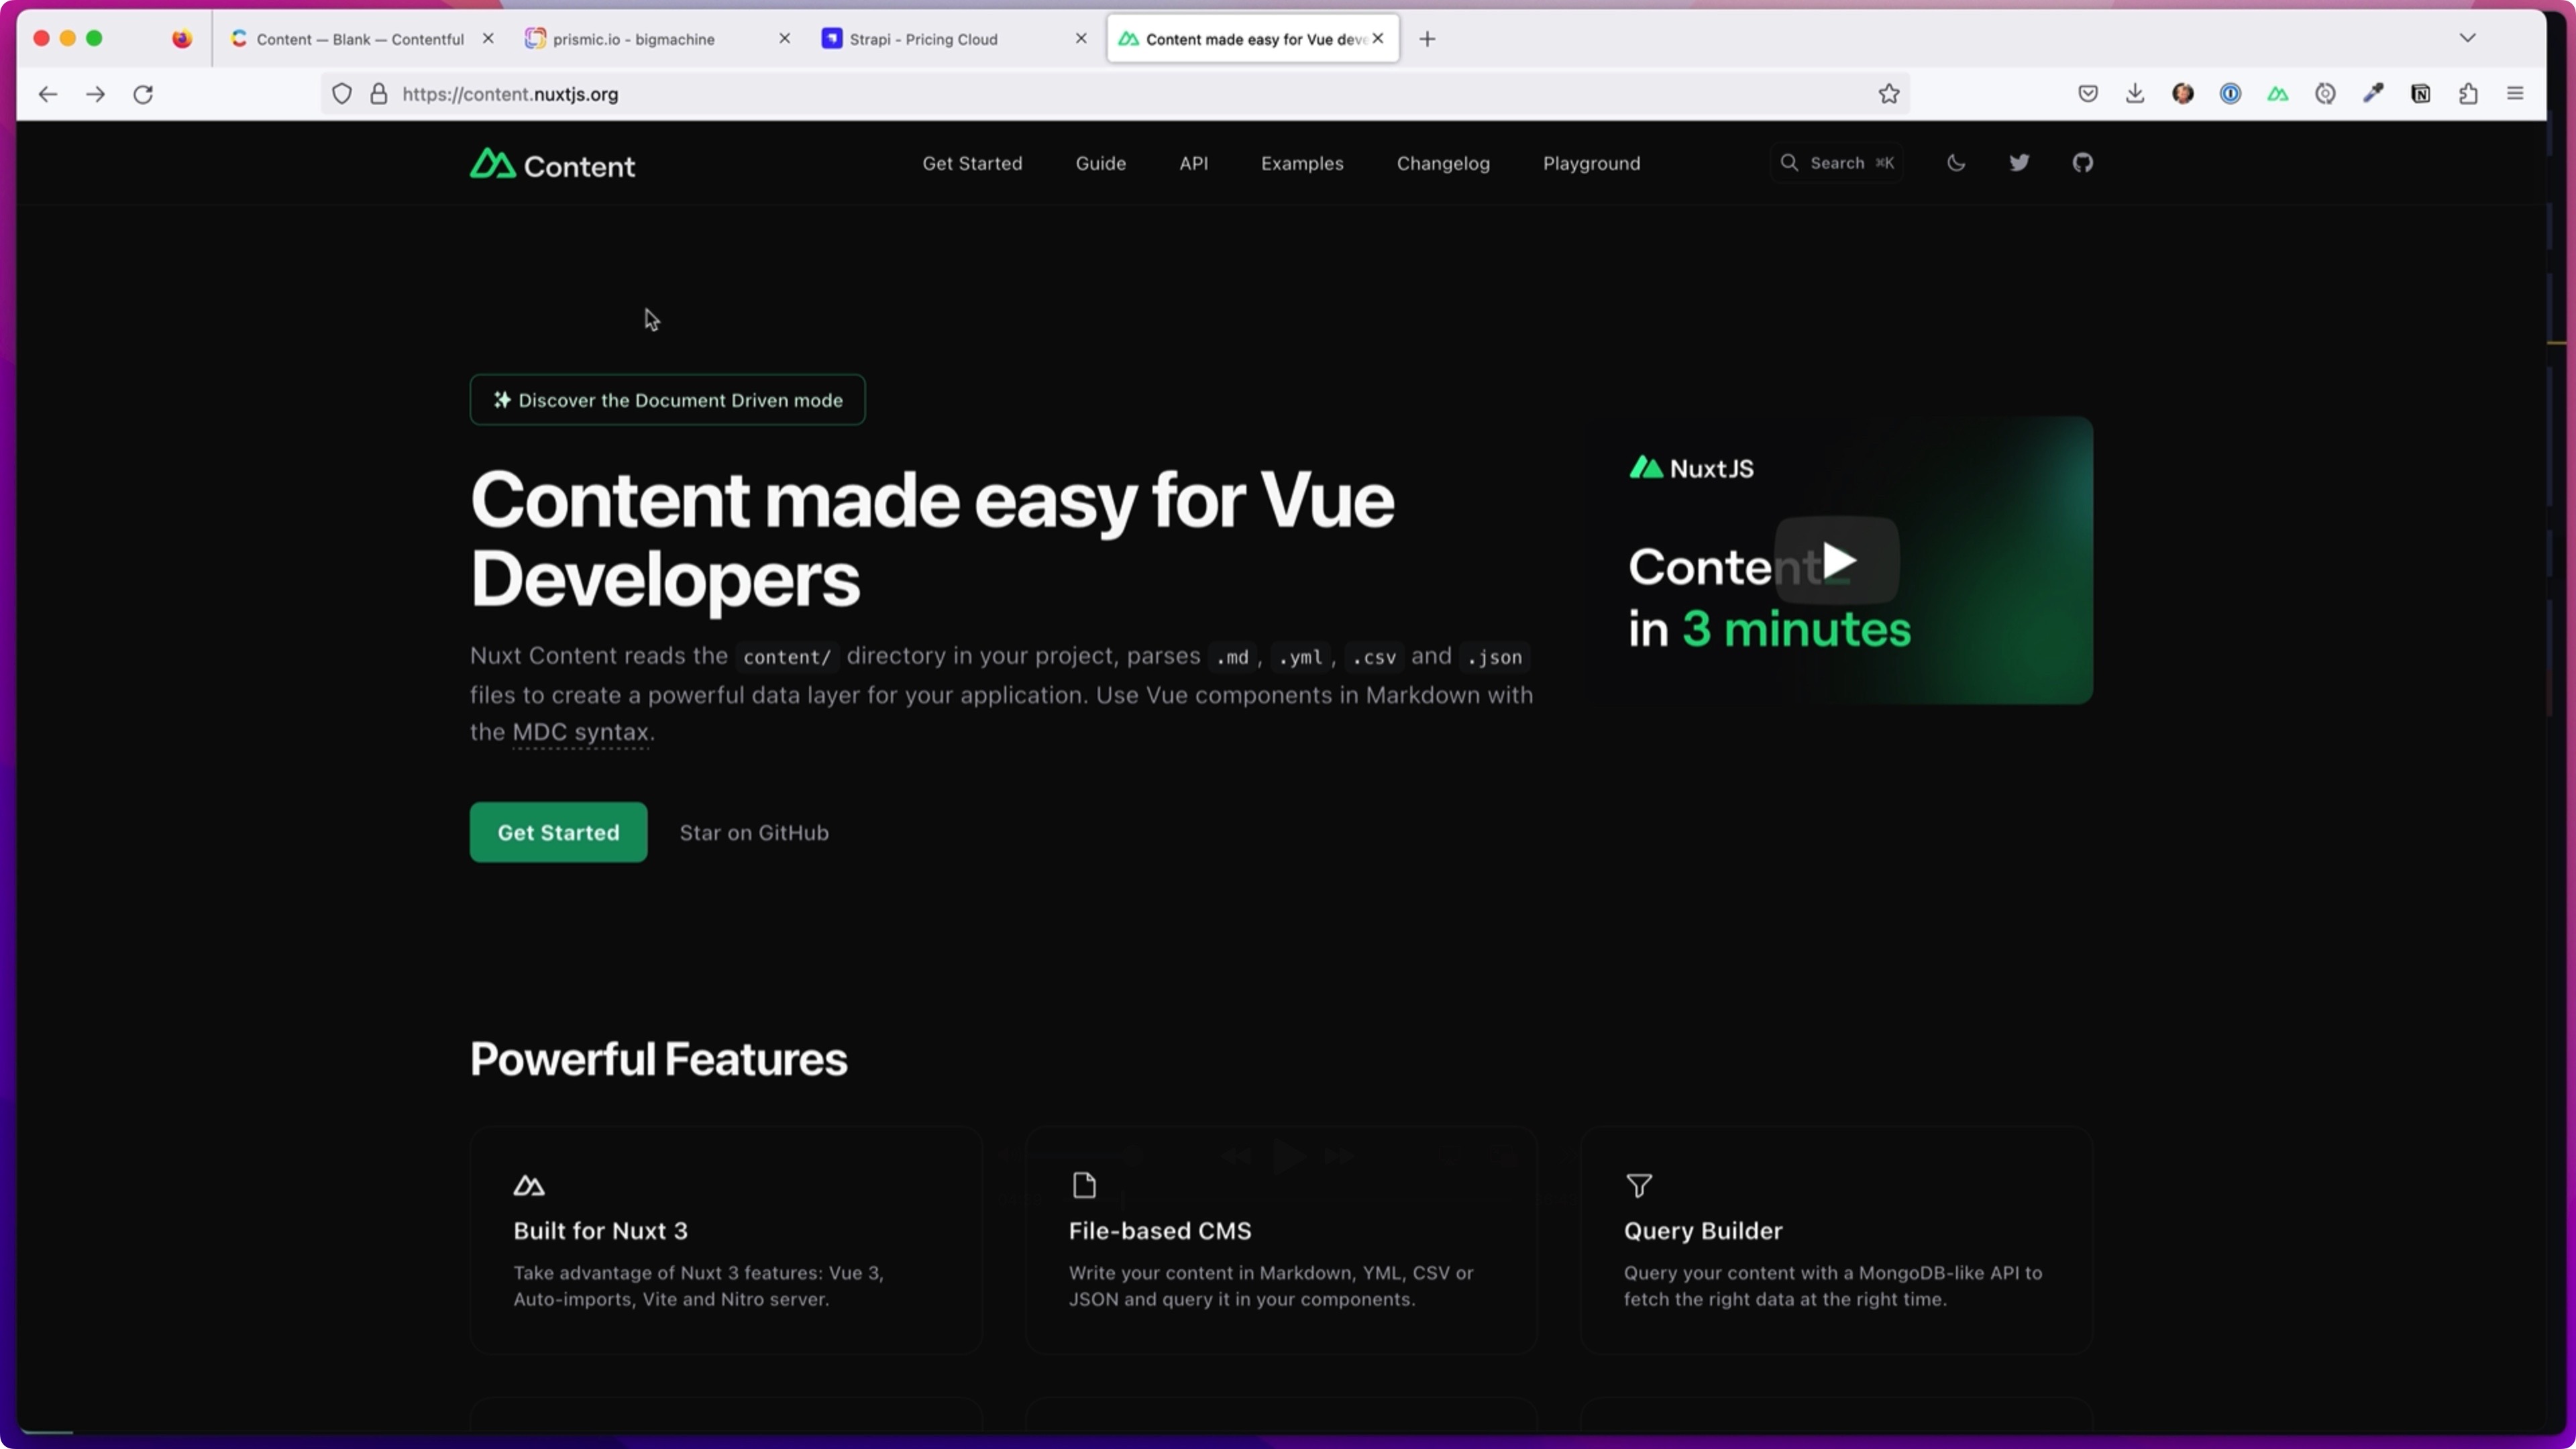 Content — Blank — Contentful
prismic.io - bigmachine
Strapi - Pricing Cloud
Content made easy for Vue deve
https://content.nuxtjs.org
Content
Get Started
Guide
API
Examples
Changelog
Playground
Search ⌘K
Discover the Document Driven mode
Content made easy for Vue
Developers
Nuxt Content reads the content/ directory in your project, parses .md, .yml, .csv and .json
files to create a powerful data layer for your application. Use Vue components in Markdown with
the MDC syntax.
Get Started
Star on GitHub
NuxtJS
Content
in 3 minutes
Powerful Features
Built for Nuxt 3
Take advantage of Nuxt 3 features: Vue 3,
Auto-imports, Vite and Nitro server.
File-based CMS
Write your content in Markdown, YML, CSV or
JSON and query it in your components.
Query Builder
Query your content with a MongoDB-like API to
fetch the right data at the right time.